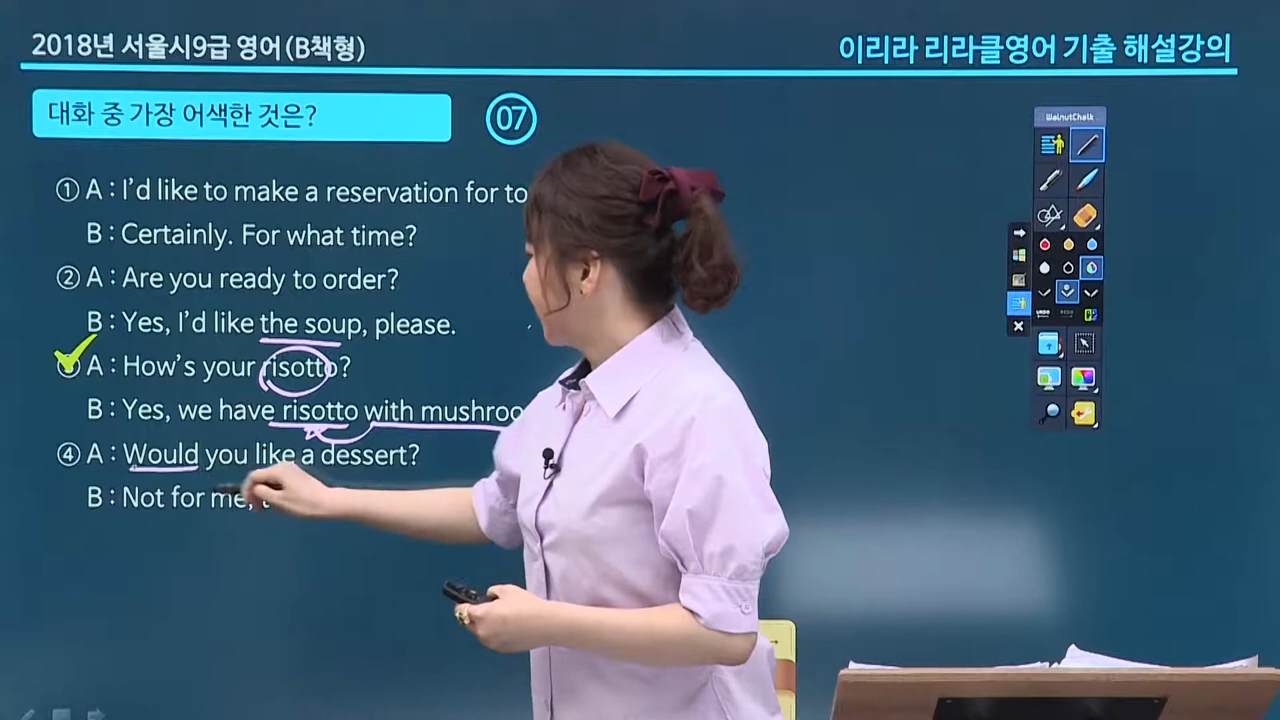 2018년 서울시9급 영어(B책형)
이리라 리라클영어 기출 해설강의
대화 중 가장 어색한 것은?
07
① A : I'd like to make a reservation for to
B : Certainly. For what time?
② A : Are you ready to order?
B : Yes, I'd like the soup, please.
A : How's your risotto?
B : Yes, we have risotto with mushroo
④ A : Would you like a dessert?
B : Not for me,
WalnutChalk